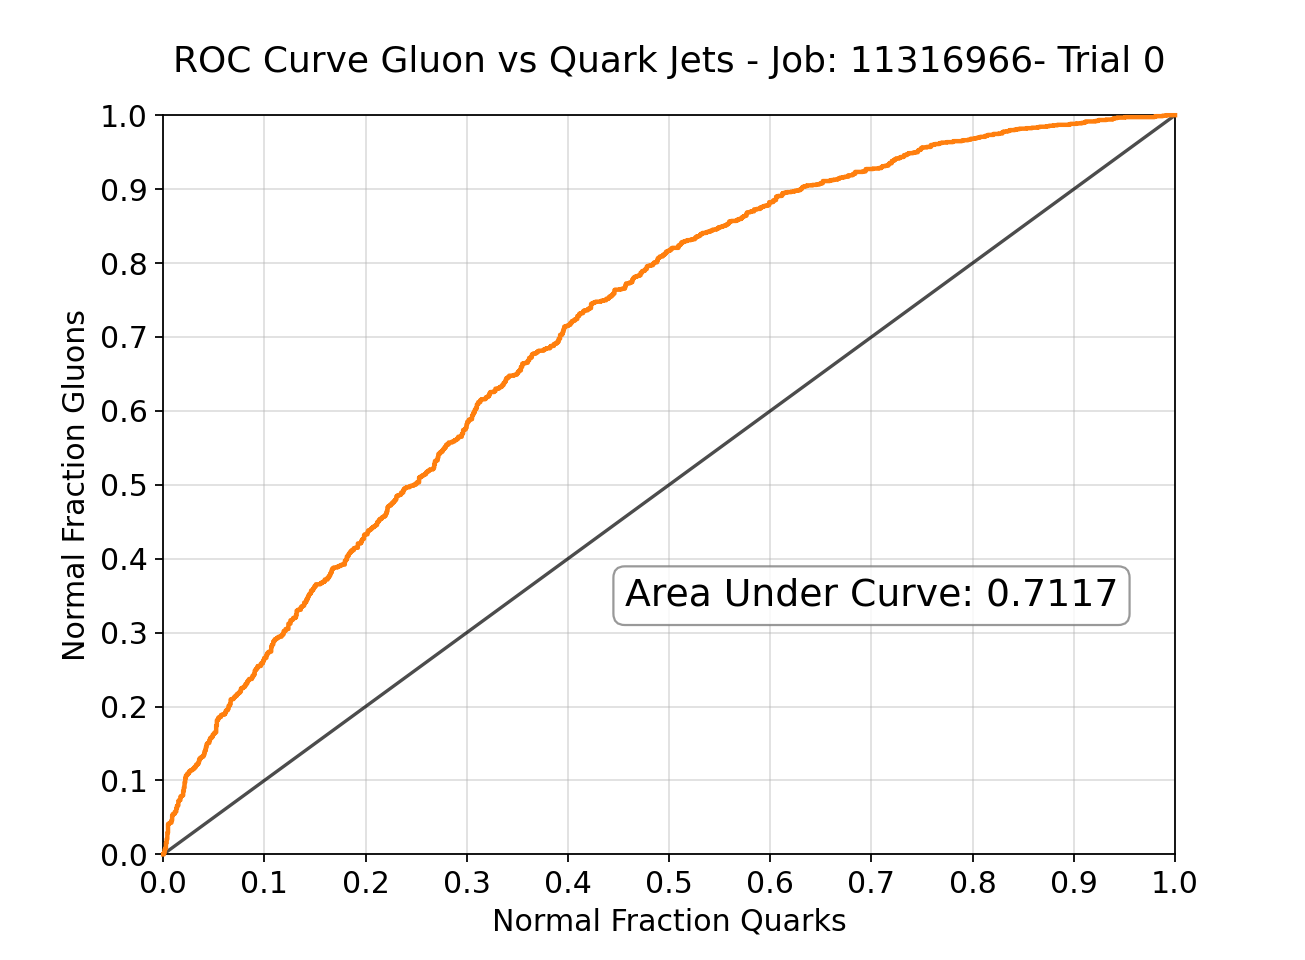 ROC Curve Gluon vs Quark Jets - Job: 11316966- Trial 0
1.0
0.9
0.8
0.7
0.6
0.5
0.4
0.3
0.2
0.1
0.0
Normal Fraction Gluons
Area Under Curve: 0.7117
0.0 0.1 0.2 0.3 0.4 0.5 0.6 0.7 0.8 0.9 1.0
Normal Fraction Quarks